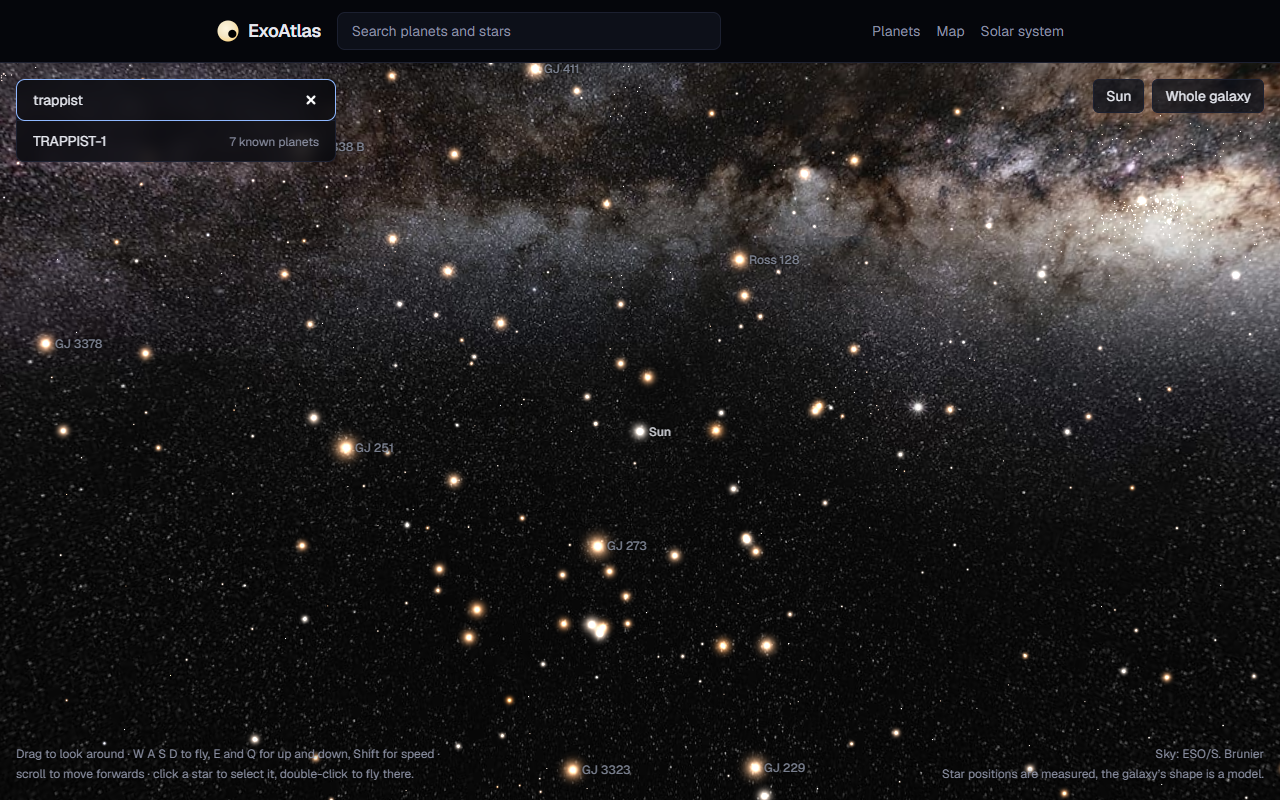 ExoAtlas
Search planets and stars
Planets
Map
Solar system
GJ 411
trappist
Sun
Whole galaxy
TRAPPIST-1
7 known planets
38 B
Ross 128
GJ 3378
Sun
GJ 251
GJ 273
Drag to look around · W A S D to fly, E and Q for up and down, Shift for speed ·
scroll to move forwards · click a star to select it, double-click to fly there.
GJ 3323
GJ 229
Sky: ESO/S. Brunier
Star positions are measured, the galaxy's shape is a model.